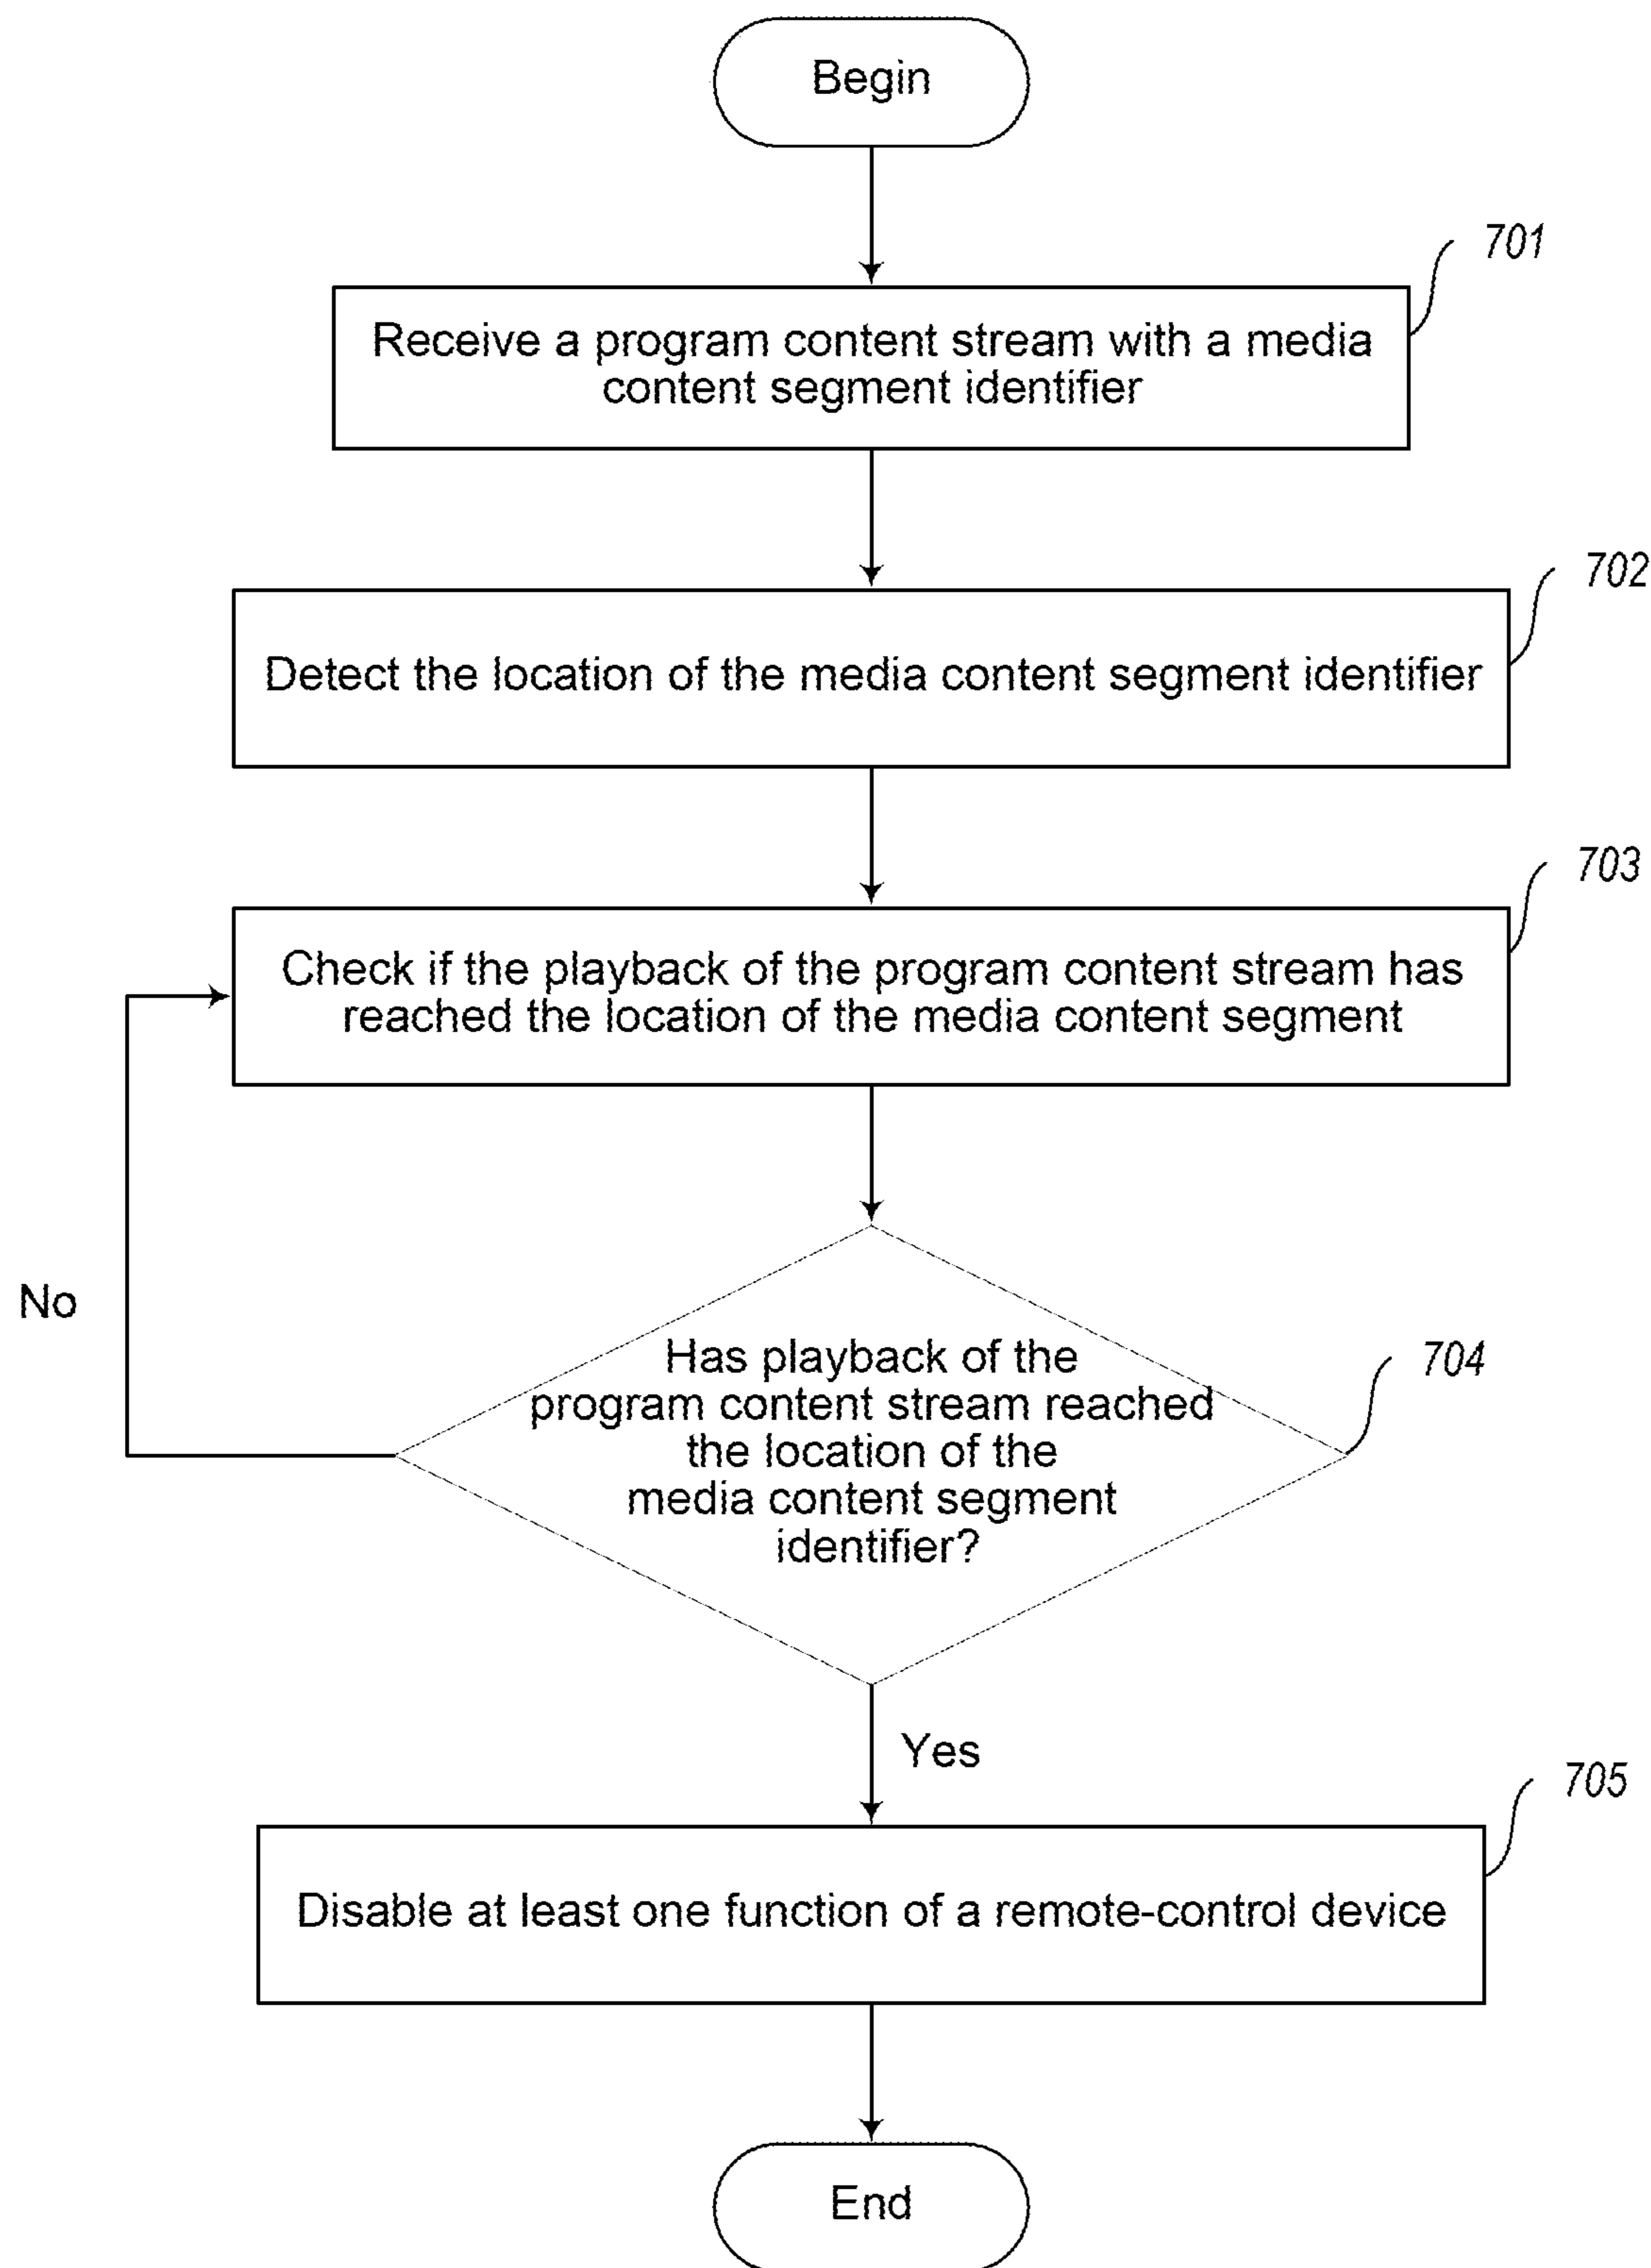 Begin
701
Receive a program content stream with a media
content segment identifier
702
Detect the location of the media content segment identifier
703
Check if the playback of the program content stream has
reached the location of the media content segment
No
Has playback of the
program content stream reached
the location of the
media content segment
identifier?
704
Yes
705
Disable at least one function of a remote-control device
End